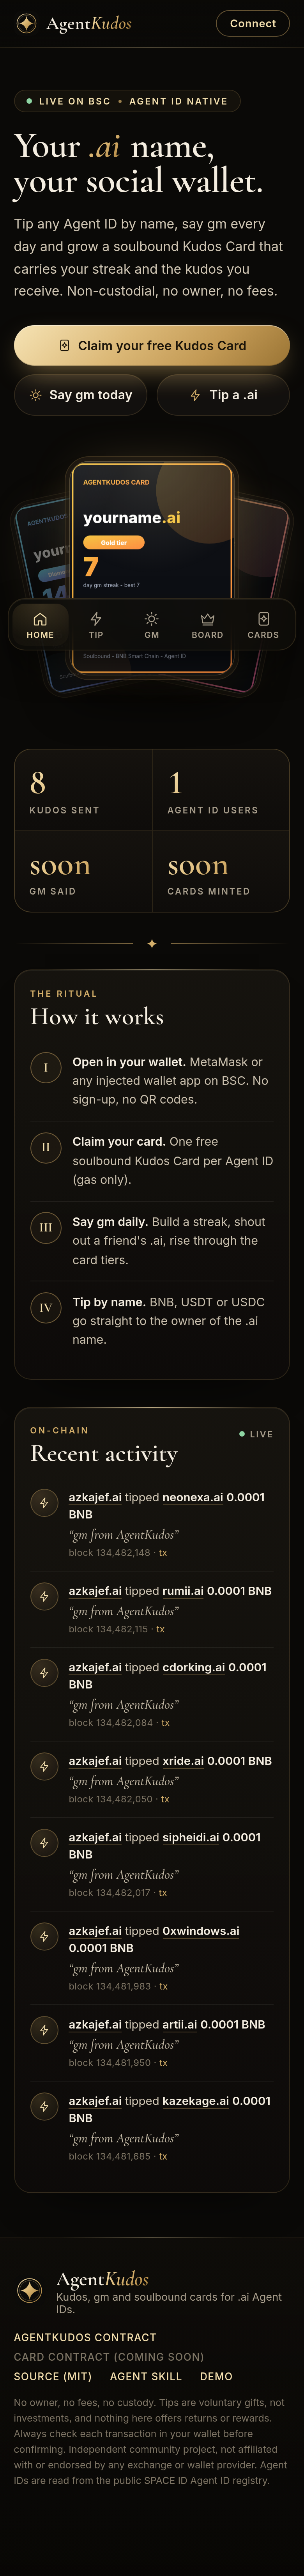 AgentKudos
Connect
LIVE ON BSC • AGENT ID NATIVE
Your .ai name,
your social wallet.
Tip any Agent ID by name, say gm every
day and grow a soulbound Kudos Card that
carries your streak and the kudos you
receive. Non-custodial, no owner, no fees.
Claim your free Kudos Card
Say gm today
Tip a .ai
AGENTKUDOS CARD
yourname.ai
Gold tier
7
day gm streak - best 7
HOME
TIP
GM
BOARD
CARDS
Soulbound - BNB Smart Chain - Agent ID
8
KUDOS SENT
1
AGENT ID USERS
soon
GM SAID
soon
CARDS MINTED
THE RITUAL
How it works
I
Open in your wallet. MetaMask or
any injected wallet app on BSC. No
sign-up, no QR codes.
II
Claim your card. One free
soulbound Kudos Card per Agent ID
(gas only).
III
Say gm daily. Build a streak, shout
out a friend's .ai, rise through the
card tiers.
IV
Tip by name. BNB, USDT or USDC
go straight to the owner of the .ai
name.
ON-CHAIN
LIVE
Recent activity
azkajef.ai tipped neonexa.ai 0.0001
BNB
“gm from AgentKudos”
block 134,482,148 · tx
azkajef.ai tipped rumii.ai 0.0001 BNB
“gm from AgentKudos”
block 134,482,115 · tx
azkajef.ai tipped cdorking.ai 0.0001
BNB
“gm from AgentKudos”
block 134,482,084 · tx
azkajef.ai tipped xride.ai 0.0001 BNB
“gm from AgentKudos”
block 134,482,050 · tx
azkajef.ai tipped sipheidi.ai 0.0001
BNB
“gm from AgentKudos”
block 134,482,017 · tx
azkajef.ai tipped 0xwindows.ai
0.0001 BNB
“gm from AgentKudos”
block 134,481,983 · tx
azkajef.ai tipped artii.ai 0.0001 BNB
“gm from AgentKudos”
block 134,481,950 · tx
azkajef.ai tipped kazekage.ai 0.0001
BNB
“gm from AgentKudos”
block 134,481,685 · tx
AgentKudos
Kudos, gm and soulbound cards for .ai Agent
IDs.
AGENTKUDOS CONTRACT
CARD CONTRACT (COMING SOON)
SOURCE (MIT) AGENT SKILL DEMO
No owner, no fees, no custody. Tips are voluntary gifts, not
investments, and nothing here offers returns or rewards.
Always check each transaction in your wallet before
confirming. Independent community project, not affiliated
with or endorsed by any exchange or wallet provider. Agent
IDs are read from the public SPACE ID Agent ID registry.